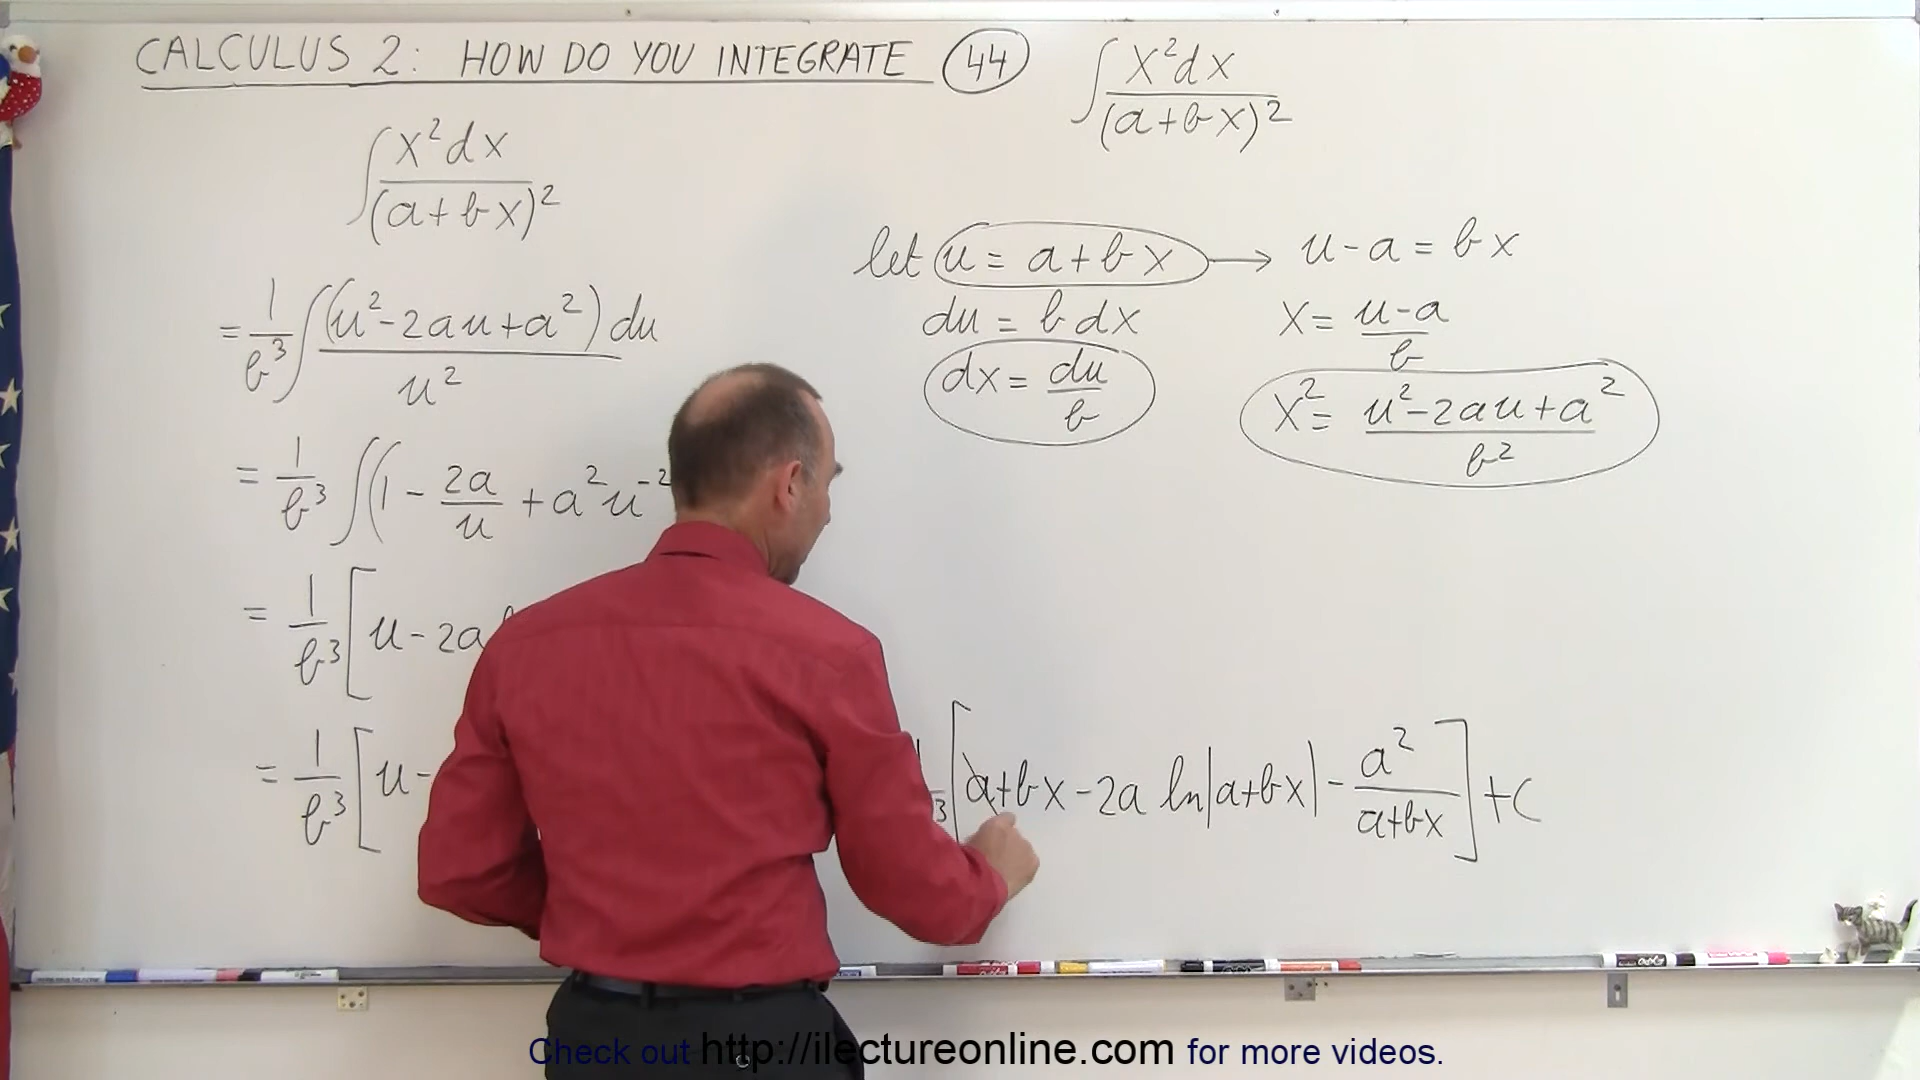 CALCULUS 2: HOW DO YOU INTEGRATE 44 ∫ x²dx / (a+bx)²
∫ x²dx / (a+bx)²
= 1/b³ ∫ (u²-2au+a²) du / u²
= 1/b³ ∫ (1 - 2a/u + a²u⁻²
= 1/b³ [u-2a
= 1/b³ [u-
let u = a+bx → u-a = bx
du = b dx
dx = du/b
x = (u-a)/b
x² = (u²-2au+a²)/b²
[a+bx-2a ln|a+bx| - a²/(a+bx)] +C
Check out http://ilectureonline.com for more videos.